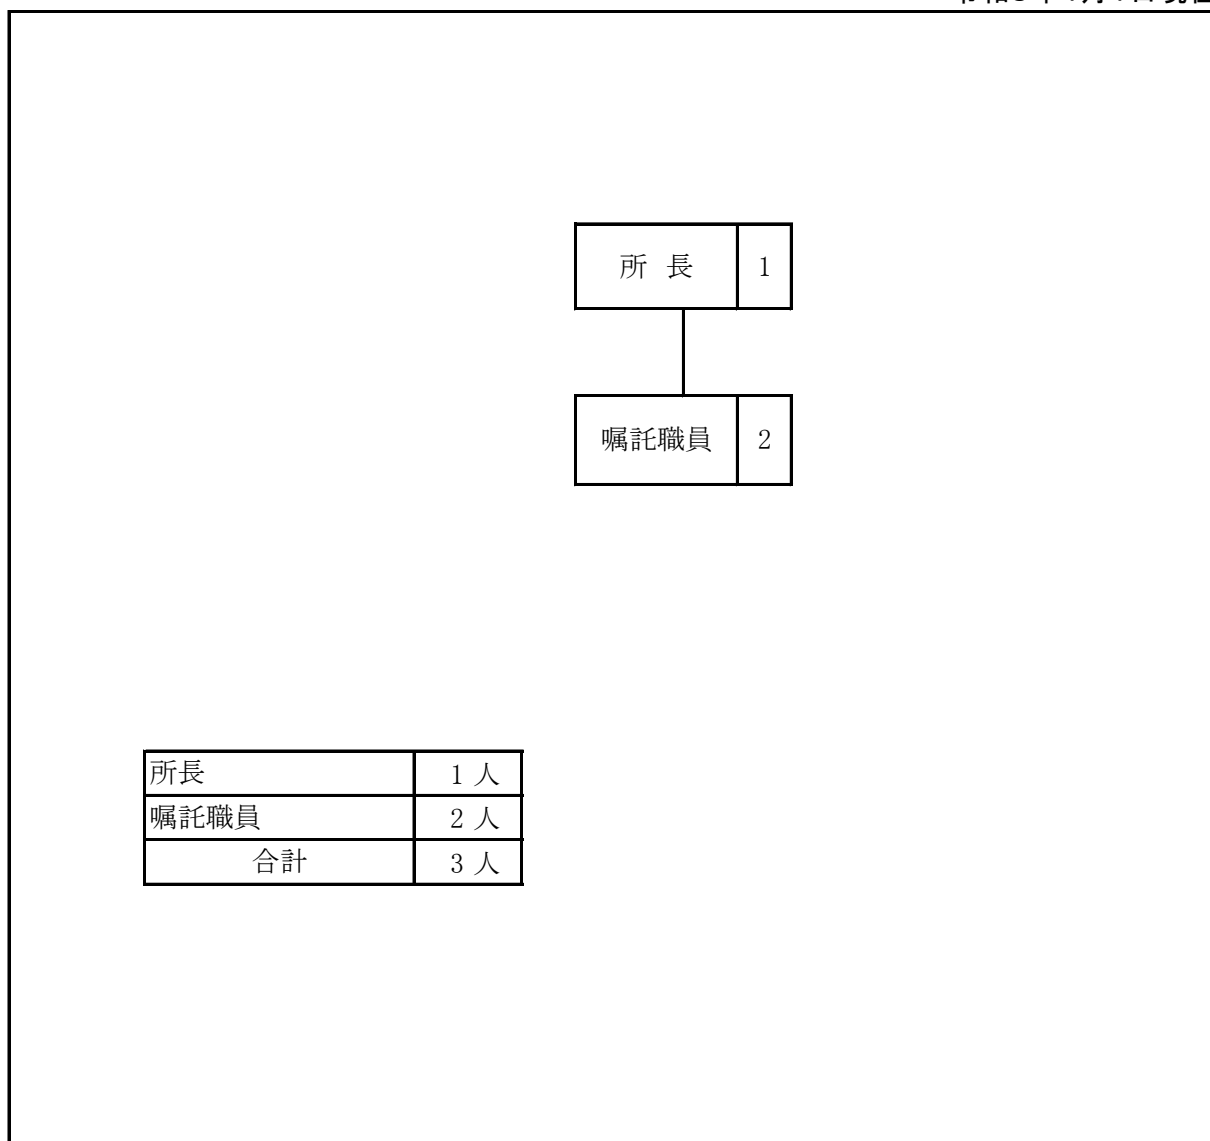 所 長 1
嘱託職員 2
所長 1 人
嘱託職員 2 人
合計 3 人